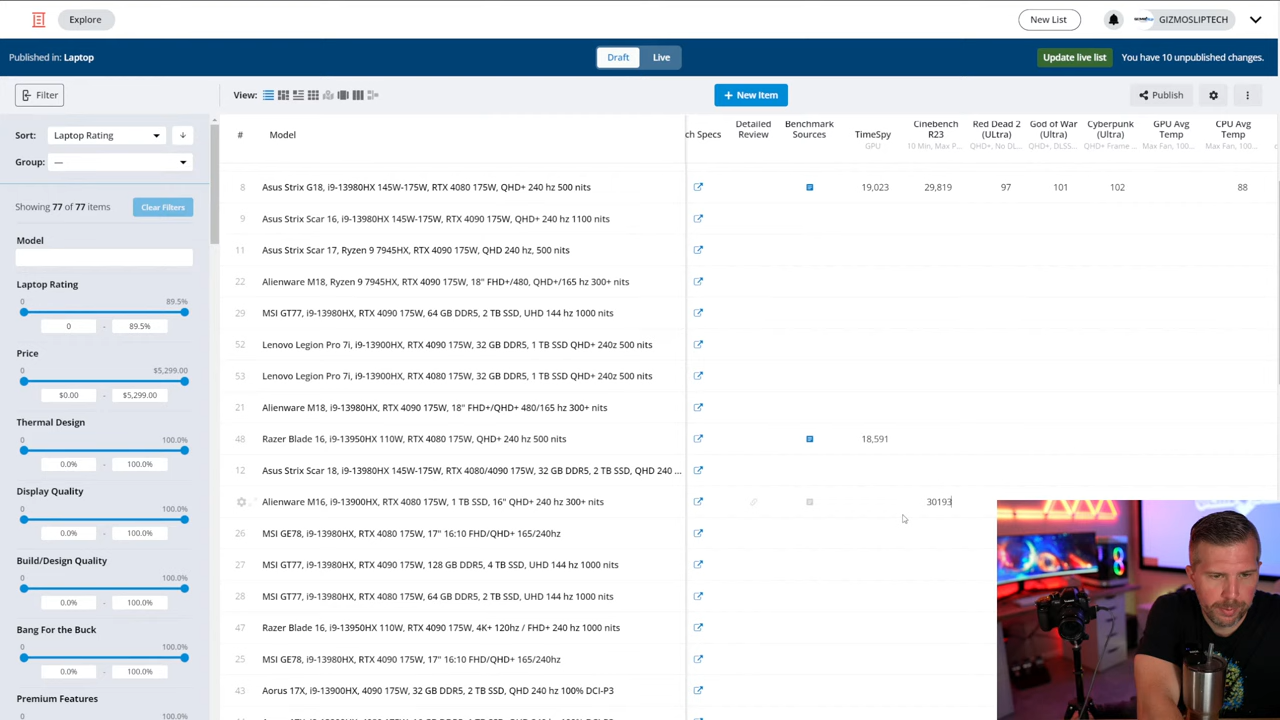 Explore
New List
GIZMOSLIPTECH
Published in: Laptop
Draft
Live
Update live list
You have 10 unpublished changes.
Filter
View:
+ New Item
Publish
Sort: Laptop Rating
Group: —
Showing 77 of 77 items
Clear Filters
Model
Laptop Rating
0 89.5%
0 - 89.5%
Price
0 $5,299.00
$0.00 - $5,299.00
Thermal Design
0 100.0%
0.0% - 100.0%
Display Quality
0 100.0%
0.0% - 100.0%
Build/Design Quality
0 100.0%
0.0% - 100.0%
Bang For the Buck
0 100.0%
0.0% - 100.0%
Premium Features
# Model ch Specs Detailed Review Benchmark Sources TimeSpy Cinebench R23 Red Dead 2 (ULtra) God of War (Ultra) Cyberpunk (Ultra) GPU Avg Temp CPU Avg Temp
GPU 10 Min, Max P... QHD+, No DL... QHD+, DLSS... QHD+ Frame ... Max Fan, 100... Max Fan, 100...
8 Asus Strix G18, i9-13980HX 145W-175W, RTX 4080 175W, QHD+ 240 hz 500 nits 19,023 29,819 97 101 102 88
9 Asus Strix Scar 16, i9-13980HX 145W-175W, RTX 4090 175W, QHD+ 240 hz 1100 nits
11 Asus Strix Scar 17, Ryzen 9 7945HX, RTX 4090 175W, QHD 240 hz, 500 nits
22 Alienware M18, Ryzen 9 7945HX, RTX 4090 175W, 18" FHD+/480, QHD+/165 hz 300+ nits
29 MSI GT77, i9-13980HX, RTX 4090 175W, 64 GB DDR5, 2 TB SSD, UHD 144 hz 1000 nits
52 Lenovo Legion Pro 7i, i9-13900HX, RTX 4090 175W, 32 GB DDR5, 1 TB SSD QHD+ 240z 500 nits
53 Lenovo Legion Pro 7i, i9-13900HX, RTX 4080 175W, 32 GB DDR5, 1 TB SSD QHD+ 240z 500 nits
21 Alienware M18, i9-13980HX, RTX 4090 175W, 18" FHD+/QHD+ 480/165 hz 300+ nits
48 Razer Blade 16, i9-13950HX 110W, RTX 4090 175W, QHD+ 240 hz 500 nits 18,591
12 Asus Strix Scar 18, i9-13980HX 145W-175W, RTX 4080/4090 175W, 32 GB DDR5, 2 TB SSD, QHD 240 ...
Alienware M16, i9-13900HX, RTX 4080 175W, 1 TB SSD, 16" QHD+ 240 hz 300+ nits 30193
26 MSI GE78, i9-13980HX, RTX 4080 175W, 17" 16:10 FHD/QHD+ 165/240hz
27 MSI GT77, i9-13980HX, RTX 4080 175W, 128 GB DDR5, 4 TB SSD, UHD 144 hz 1000 nits
28 MSI GT77, i9-13980HX, RTX 4080 175W, 64 GB DDR5, 2 TB SSD, UHD 144 hz 1000 nits
47 Razer Blade 16, i9-13950HX 110W, RTX 4090 175W, 4K+ 120hz / FHD+ 240 hz 1000 nits
25 MSI GE78, i9-13980HX, RTX 4090 175W, 17" 16:10 FHD/QHD+ 165/240hz
43 Aorus 17X, i9-13900HX, 4090 175W, 32 GB DDR5, 2 TB SSD, QHD+ 240 hz 100% DCI-P3